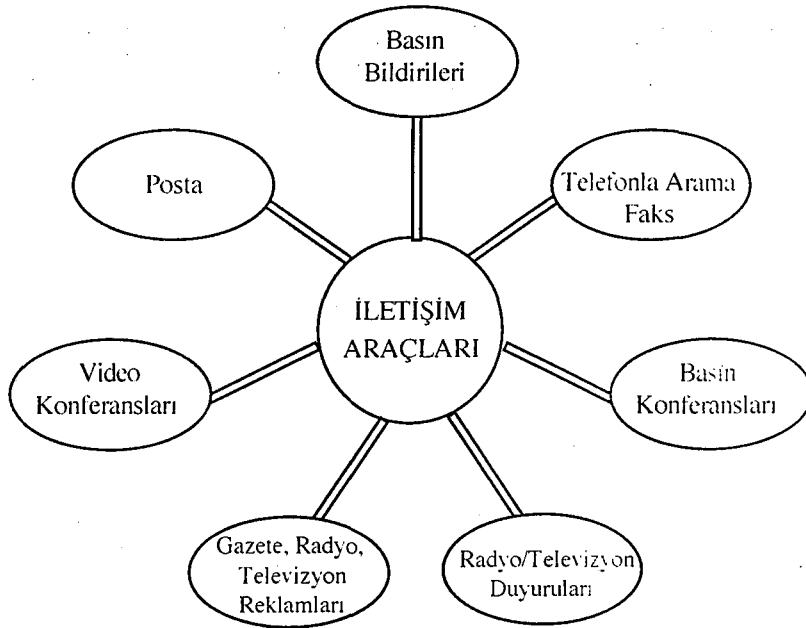 Basın
Bildirileri
Posta
Telefonla Arama
Faks
İLETİŞİM
ARAÇLARI
Video
Konferansları
Basın
Konferansları
Gazete, Radyo,
Televizyon
Reklamları
Radyo/Televizyon
Duyuruları